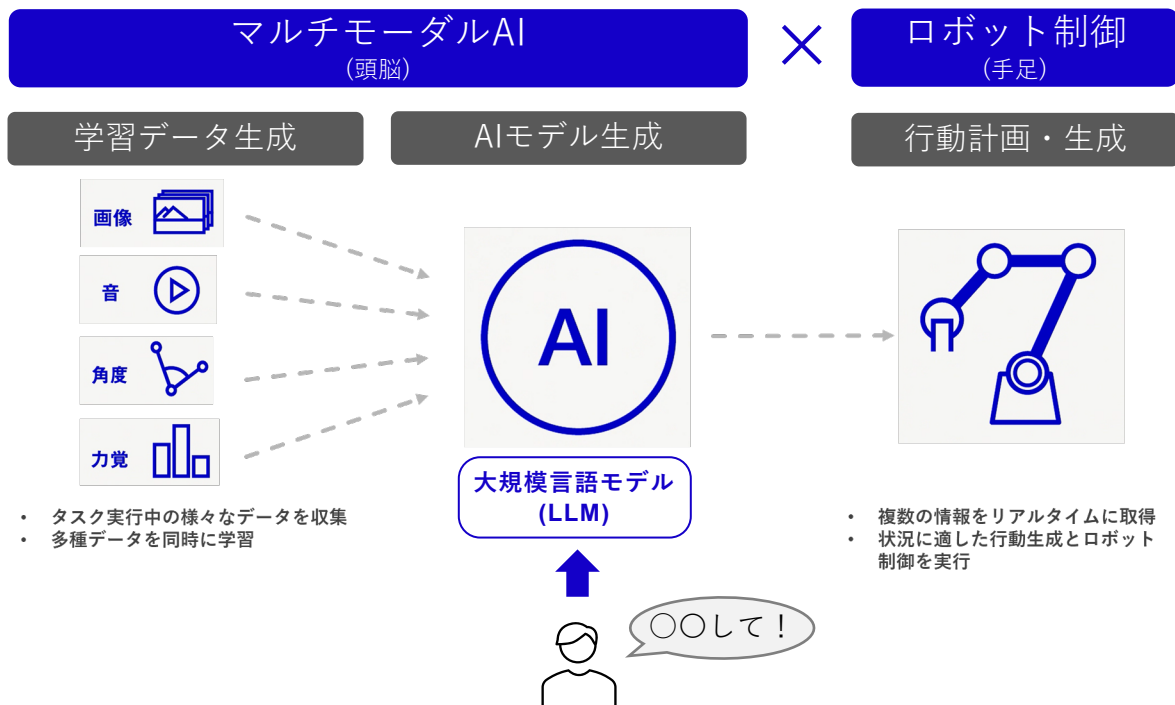 マルチモーダルAI
(頭脳)
×
ロボット制御
(手足)
学習データ生成
AIモデル生成
行動計画・生成
画像
音
角度
力覚
AI
大規模言語モデル
(LLM)
• タスク実行中の様々なデータを収集
• 多種データを同時に学習
• 複数の情報をリアルタイムに取得
• 状況に適した行動生成とロボット
制御を実行
○○して！